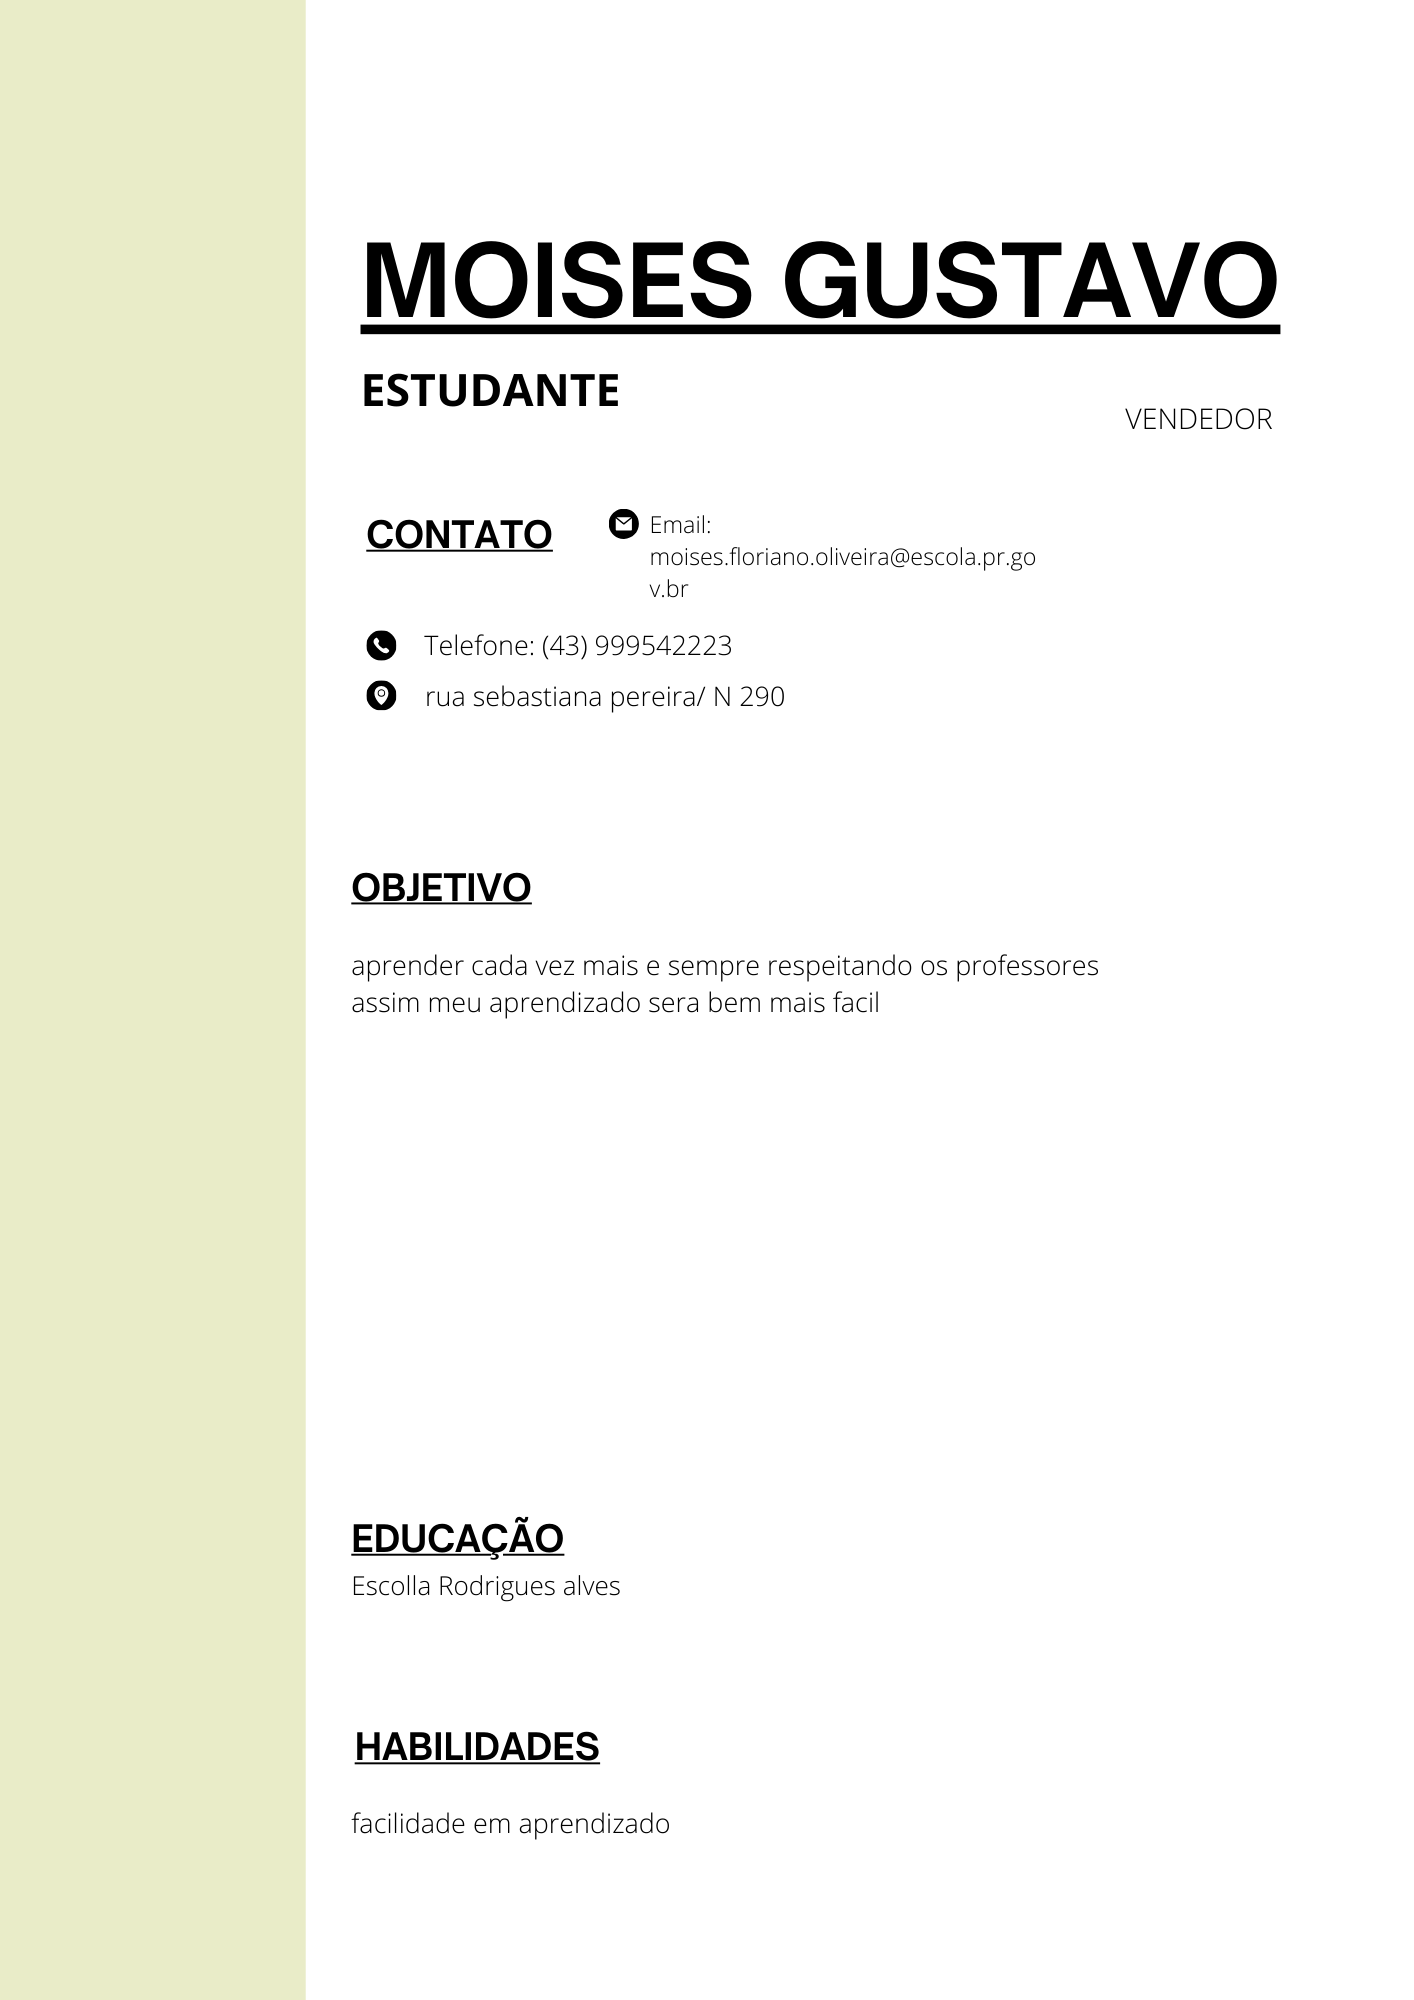 MOISES GUSTAVO
ESTUDANTE
VENDEDOR
CONTATO
Email:
moises.floriano.oliveira@escola.pr.go
v.br
Telefone: (43) 999542223
rua sebastiana pereira/ N 290
OBJETIVO
aprender cada vez mais e sempre respeitando os professores
assim meu aprendizado sera bem mais facil
EDUCAÇÃO
Escolla Rodrigues alves
HABILIDADES
facilidade em aprendizado